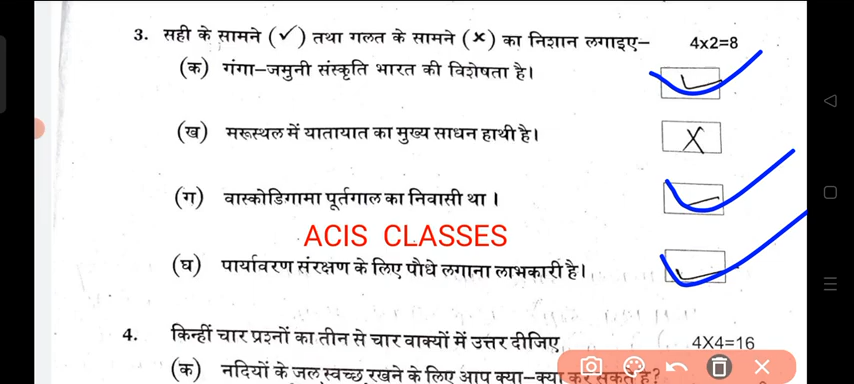 3. सही के सामने (✓) तथा गलत के सामने (×) का निशान लगाइए– 4x2=8
(क) गंगा–जमुनी संस्कृति भारत की विशेषता है। ✓
(ख) मरूस्थल में यातायात का मुख्य साधन हाथी है। X
(ग) वास्कोडिगामा पूर्तगाल का निवासी था । ✓
ACIS CLASSES
(घ) पार्यावरण संरक्षण के लिए पौधे लगाना लाभकारी है। ✓
4. किन्हीं चार प्रश्नों का तीन से चार वाक्यों में उत्तर दीजिए 4X4=16
(क) नदियों के जल स्वच्छ रखने के लिए आप क्या–क्या कर सकते है?